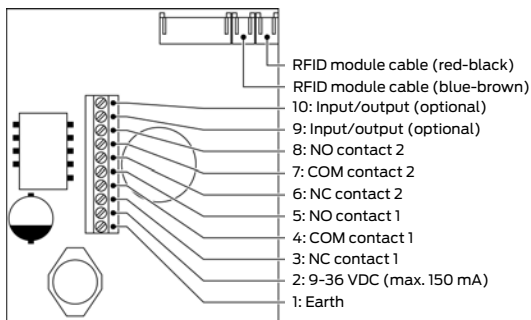 RFID module cable (red-black)
RFID module cable (blue-brown)
10: Input/output (optional)
9: Input/output (optional)
8: NO contact 2
7: COM contact 2
6: NC contact 2
5: NO contact 1
4: COM contact 1
3: NC contact 1
2: 9-36 VDC (max. 150 mA)
1: Earth